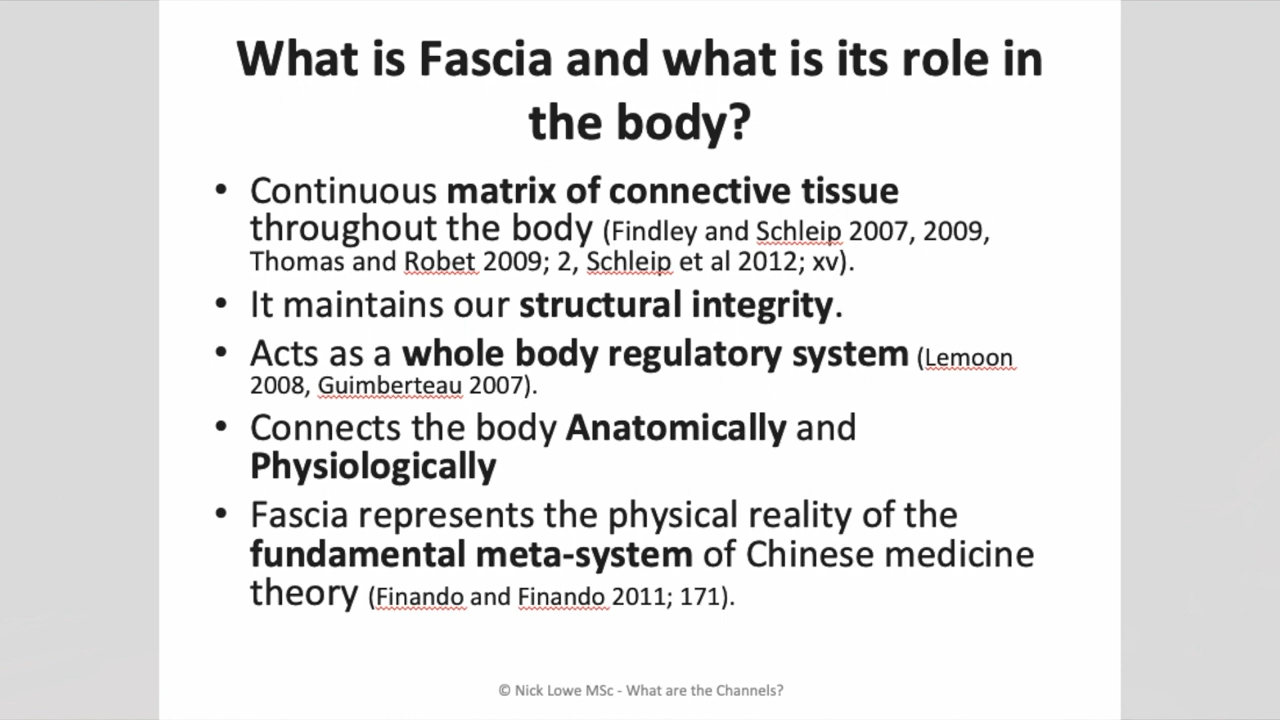 What is Fascia and what is its role in
the body?
• Continuous matrix of connective tissue
throughout the body (Findley and Schleip 2007, 2009,
Thomas and Robet 2009; 2, Schleip et al 2012; xv).
• It maintains our structural integrity.
• Acts as a whole body regulatory system (Lemoon
2008, Guimberteau 2007).
• Connects the body Anatomically and
Physiologically
• Fascia represents the physical reality of the
fundamental meta-system of Chinese medicine
theory (Finando and Finando 2011; 171).
© Nick Lowe MSc - What are the Channels?